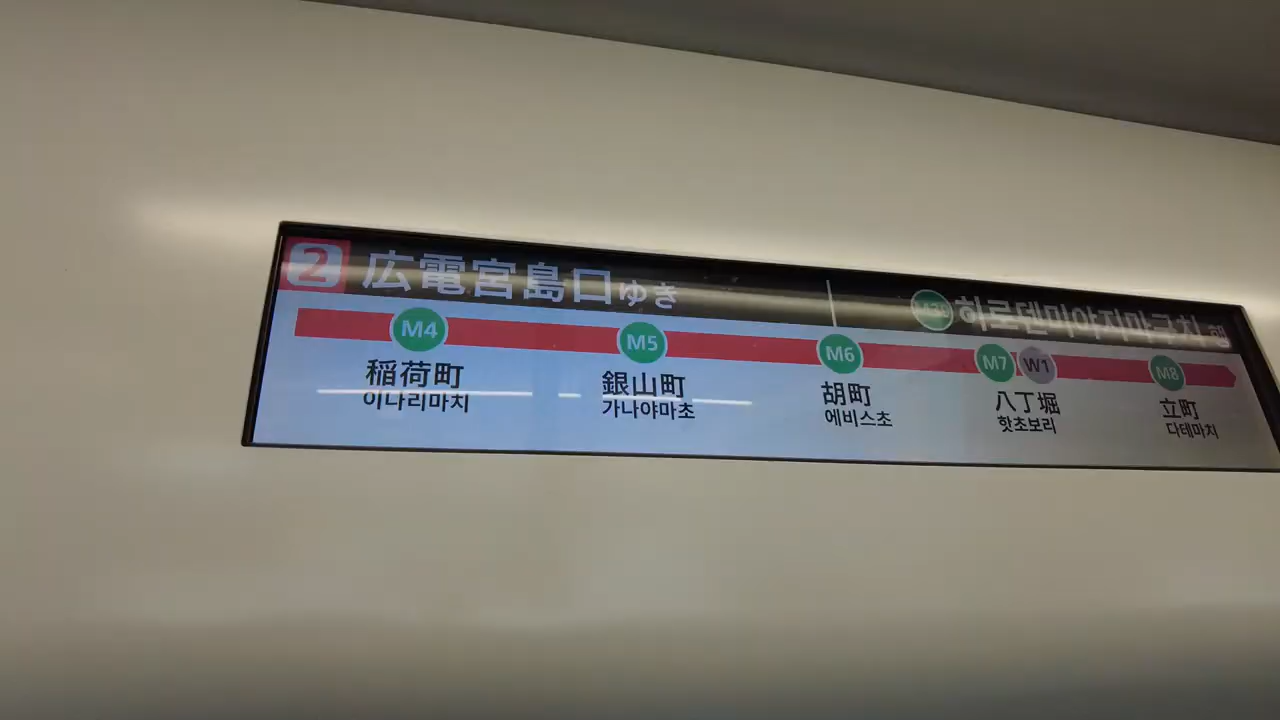 2 広電宮島口ゆき
히로덴미야지마구치 행
M4 M5 M6 M7 W1 M8
稲荷町 銀山町 胡町 八丁堀 立町
이나리마치 가나야마초 에비스초 핫초보리 다테마치